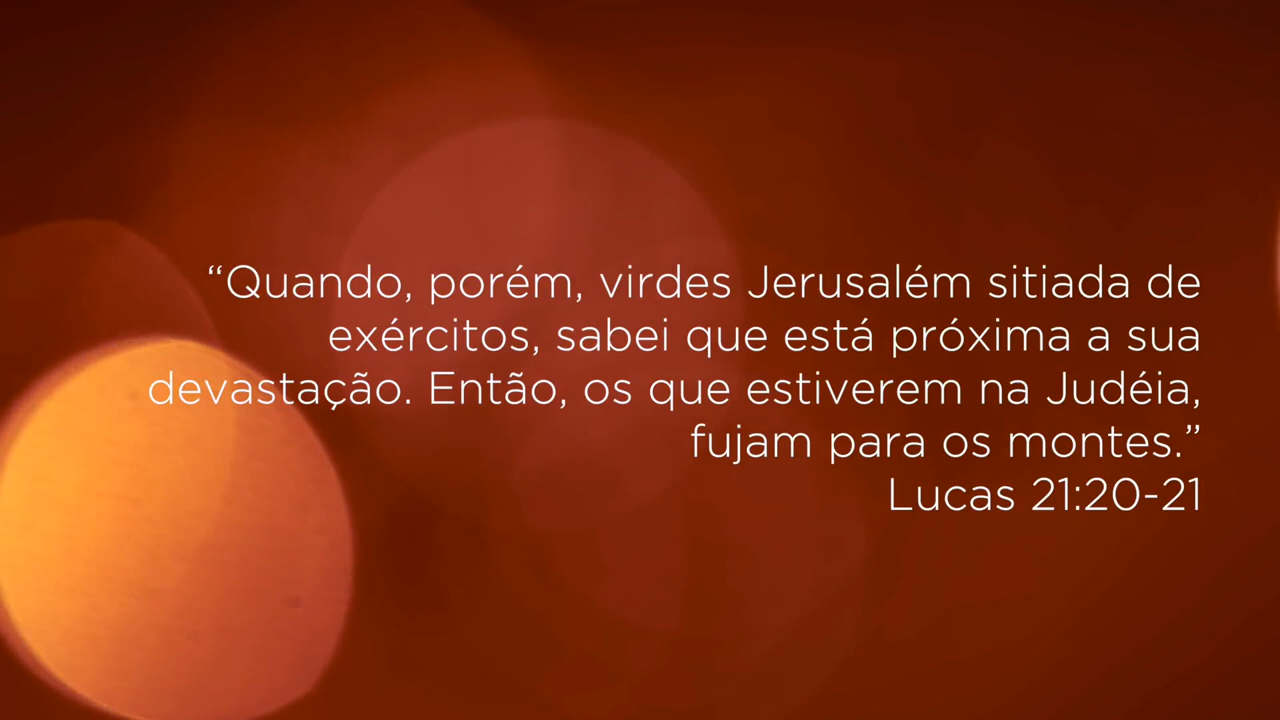 “Quando, porém, virdes Jerusalém sitiada de
exércitos, sabei que está próxima a sua
devastação. Então, os que estiverem na Judéia,
fujam para os montes.”
Lucas 21:20-21